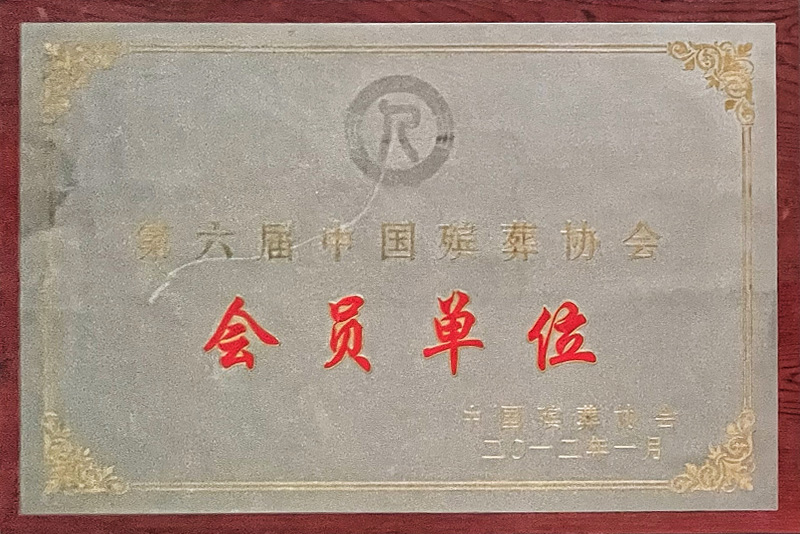 第六届中国殡葬协会
会员单位
中国殡葬协会
二〇一二年一月